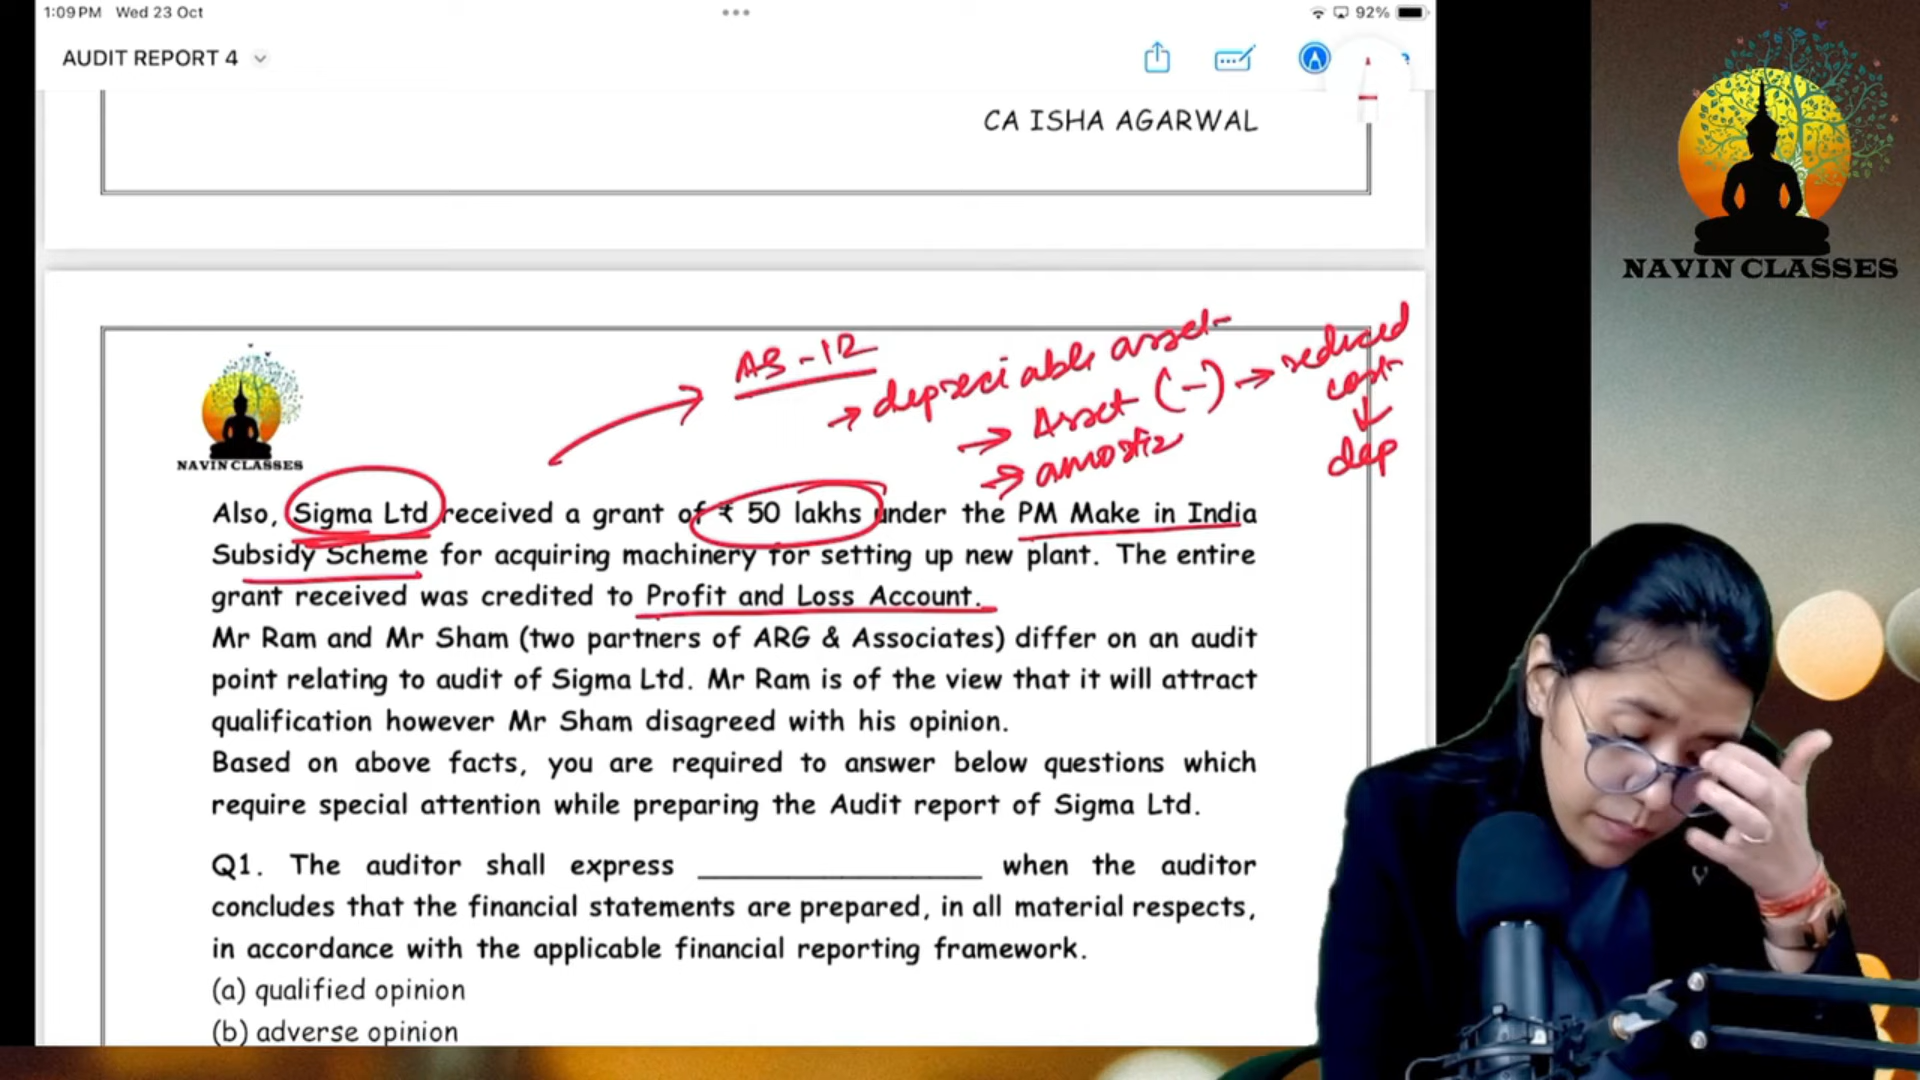 1:09 PM Wed 23 Oct
92%
AUDIT REPORT 4
CA ISHA AGARWAL
NAVIN CLASSES
AS-12
→ depreciable asset
→ Asset (-) → reduced
cost
→ amortiz
dep
NAVIN CLASSES
Also, Sigma Ltd received a grant of ₹ 50 lakhs under the PM Make in India
Subsidy Scheme for acquiring machinery for setting up new plant. The entire
grant received was credited to Profit and Loss Account.
Mr Ram and Mr Sham (two partners of ARG & Associates) differ on an audit
point relating to audit of Sigma Ltd. Mr Ram is of the view that it will attract
qualification however Mr Sham disagreed with his opinion.
Based on above facts, you are required to answer below questions which
require special attention while preparing the Audit report of Sigma Ltd.
Q1. The auditor shall express ____________________ when the auditor
concludes that the financial statements are prepared, in all material respects,
in accordance with the applicable financial reporting framework.
(a) qualified opinion
(b) adverse opinion